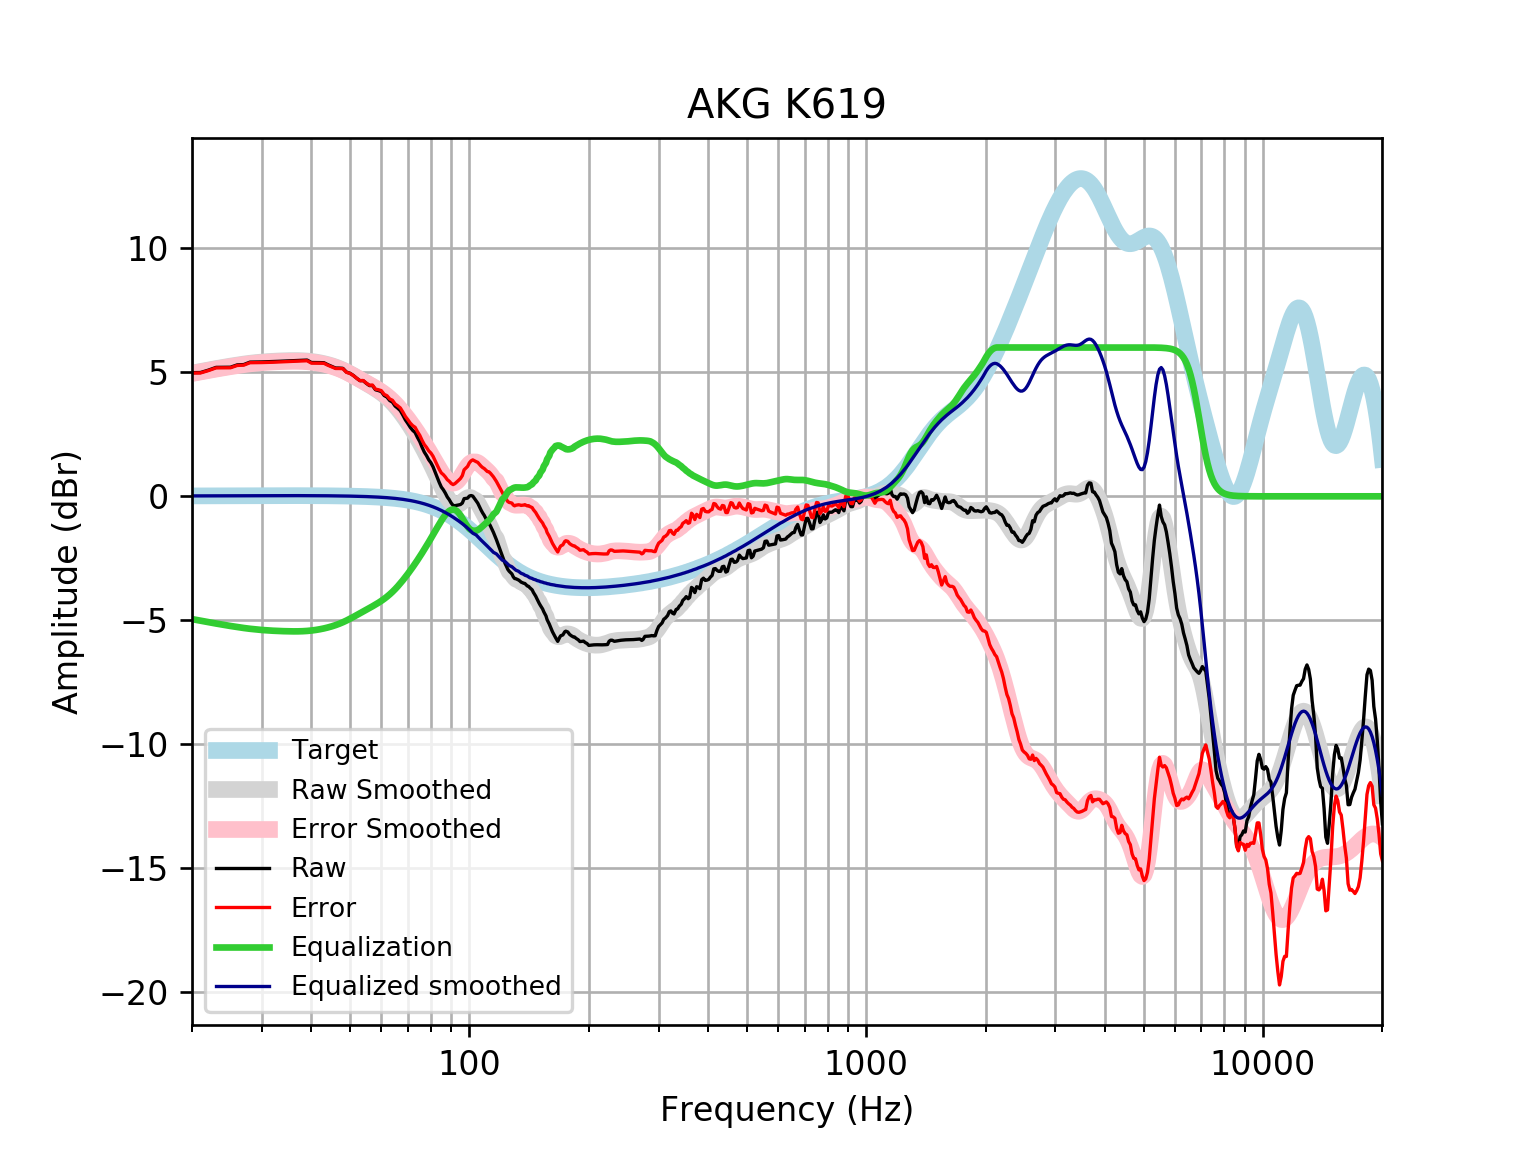 AKG K619
10
5
0
−5
−10
−15
−20
Amplitude (dBr)
Target
Raw Smoothed
Error Smoothed
Raw
Error
Equalization
Equalized smoothed
100
1000
10000
Frequency (Hz)